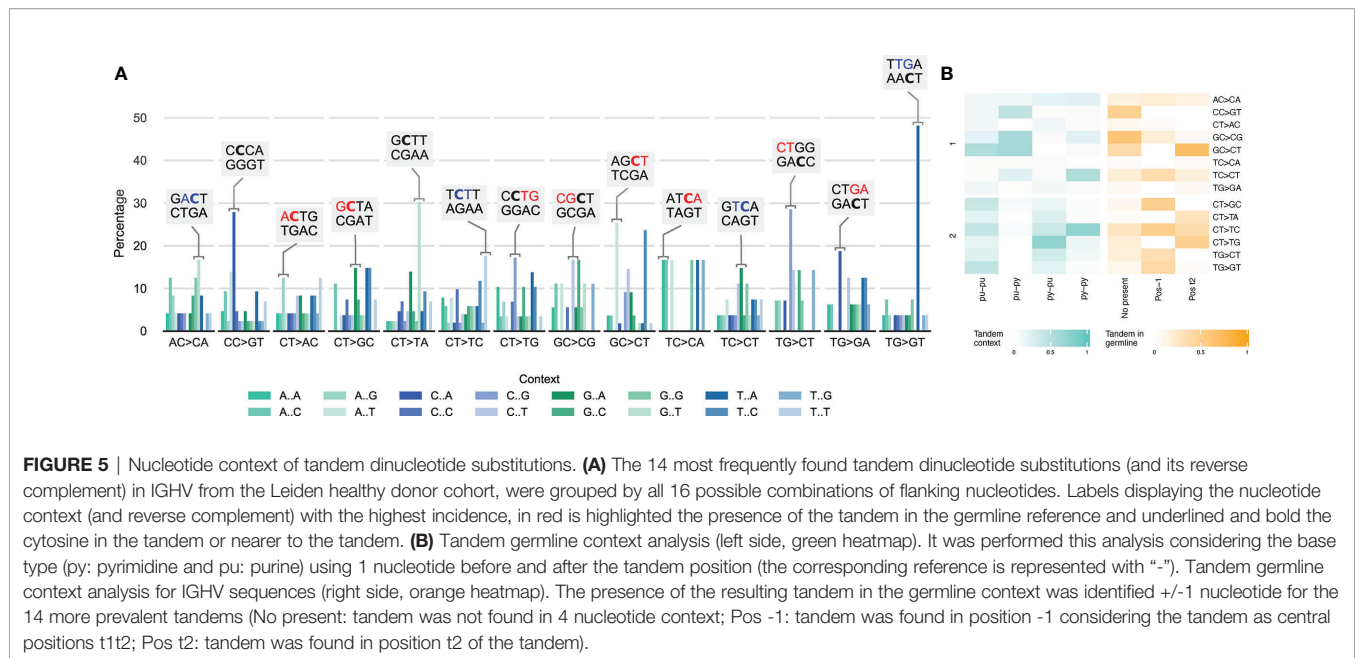 A
B
TTGA
AACT
50
40
30
20
10
0
Percentage
CCCA
GGGT
GCTT
CGAA
CTGG
GACC
AGCT
TCGA
GACT
CTGA
ACTG
TGAC
GCTA
CGAT
TCTT
AGAA
CCTG
GGAC
CGCT
GCGA
ATCA
TAGT
GTCA
CAGT
CTGA
GACT
AC>CA CC>GT CT>AC CT>GC CT>TA CT>TC CT>TG GC>CG GC>CT TC>CA TC>CT TG>CT TG>GA TG>GT
Context
A..A A..G C..A C..G G..A G..G T..A T..G
A..C A..T C..C C..T G..C G..T T..C T..T
1
2
AC>CA
CC>GT
CT>AC
GC>CG
GC>CT
TC>CA
TC>CT
TG>GA
CT>GC
CT>TA
CT>TC
CT>TG
TG>CT
TG>GT
pu-pu pu-py py-pu py-py No present Pos-1 Pos t2
Tandem context 0 0.5 1
Tandem in germline 0 0.5 1
FIGURE 5 | Nucleotide context of tandem dinucleotide substitutions. (A) The 14 most frequently found tandem dinucleotide substitutions (and its reverse
complement) in IGHV from the Leiden healthy donor cohort, were grouped by all 16 possible combinations of flanking nucleotides. Labels displaying the nucleotide
context (and reverse complement) with the highest incidence, in red is highlighted the presence of the tandem in the germline reference and underlined and bold the
cytosine in the tandem or nearer to the tandem. (B) Tandem germline context analysis (left side, green heatmap). It was performed this analysis considering the base
type (py: pyrimidine and pu: purine) using 1 nucleotide before and after the tandem position (the corresponding reference is represented with “-”). Tandem germline
context analysis for IGHV sequences (right side, orange heatmap). The presence of the resulting tandem in the germline context was identified +/-1 nucleotide for the
14 more prevalent tandems (No present: tandem was not found in 4 nucleotide context; Pos -1: tandem was found in position -1 considering the tandem as central
positions t1t2; Pos t2: tandem was found in position t2 of the tandem).